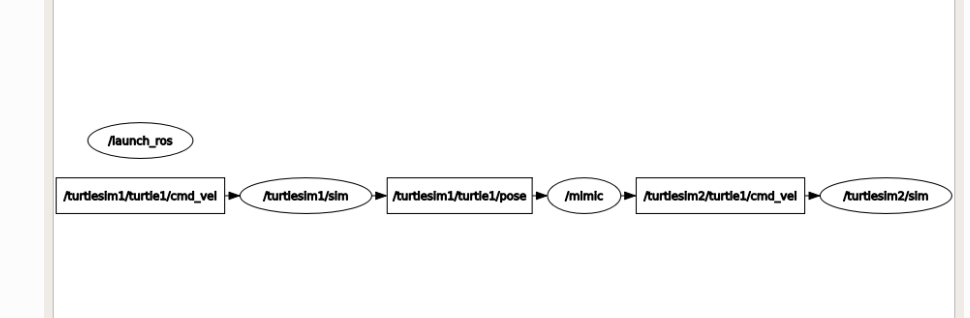 /launch_ros
/turtlesim1/turtle1/cmd_vel
/turtlesim1/sim
/turtlesim1/turtle1/pose
/mimic
/turtlesim2/turtle1/cmd_vel
/turtlesim2/sim